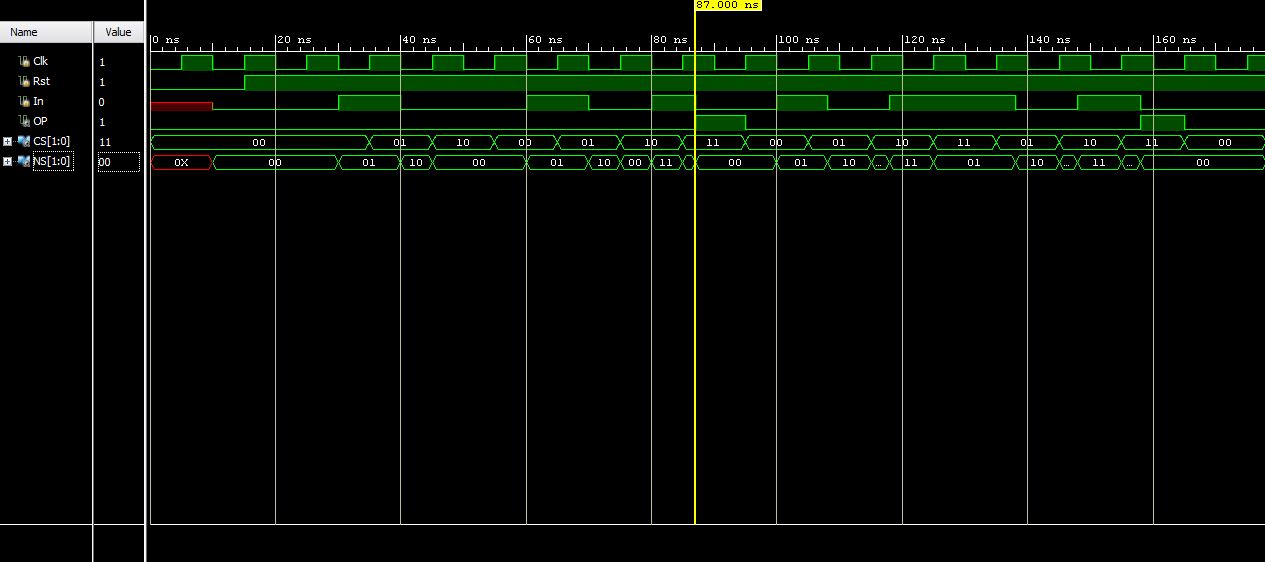 87.000 ns
Name Value
0 ns 20 ns 40 ns 60 ns 80 ns 100 ns 120 ns 140 ns 160 ns
Clk 1
Rst 1
In 0
OP 1
CS[1:0] 11 00 01 10 00 01 10 11 00 01 10 11 01 10 11 00
NS[1:0] 00 0X 00 01 10 00 01 10 00 11 00 01 10 ... 11 01 10 ... 11 ... 00